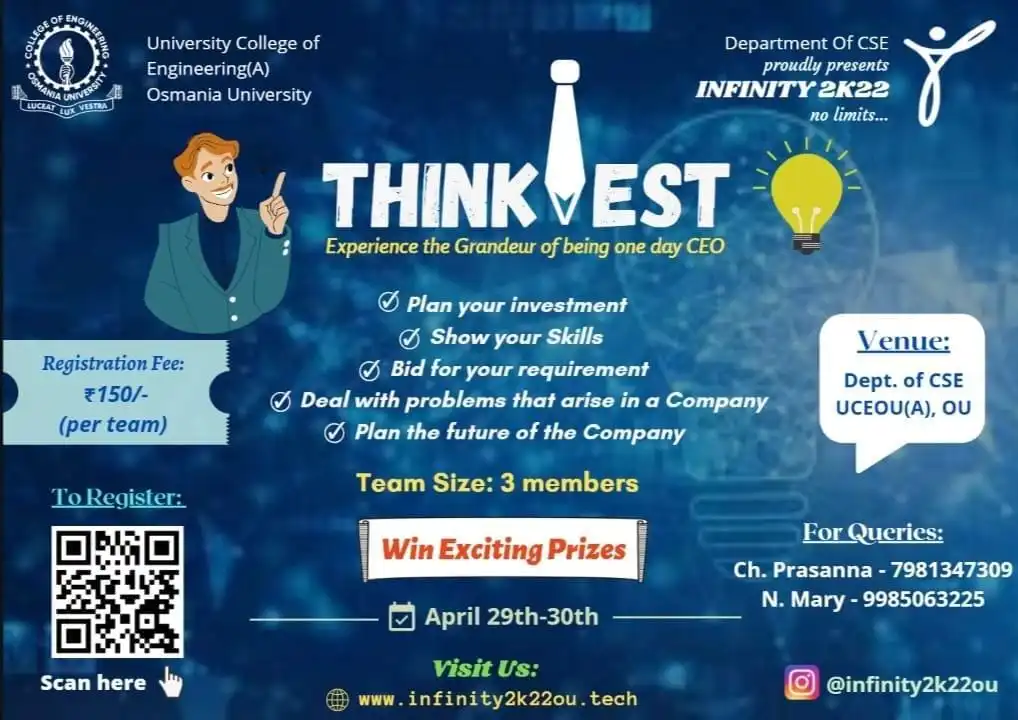 COLLEGE OF ENGINEERING
OSMANIA UNIVERSITY
LUCEAT LUX VESTRA
University College of
Engineering(A)
Osmania University
Department Of CSE
proudly presents
INFINITY 2K22
no limits...
THINKVEST
Experience the Grandeur of being one day CEO
Plan your investment
Show your Skills
Bid for your requirement
Deal with problems that arise in a Company
Plan the future of the Company
Registration Fee:
₹150/-
(per team)
Venue:
Dept. of CSE
UCEOU(A), OU
Team Size: 3 members
To Register:
Scan here
Win Exciting Prizes
April 29th-30th
For Queries:
Ch. Prasanna - 7981347309
N. Mary - 9985063225
Visit Us:
www.infinity2k22ou.tech
@infinity2k22ou